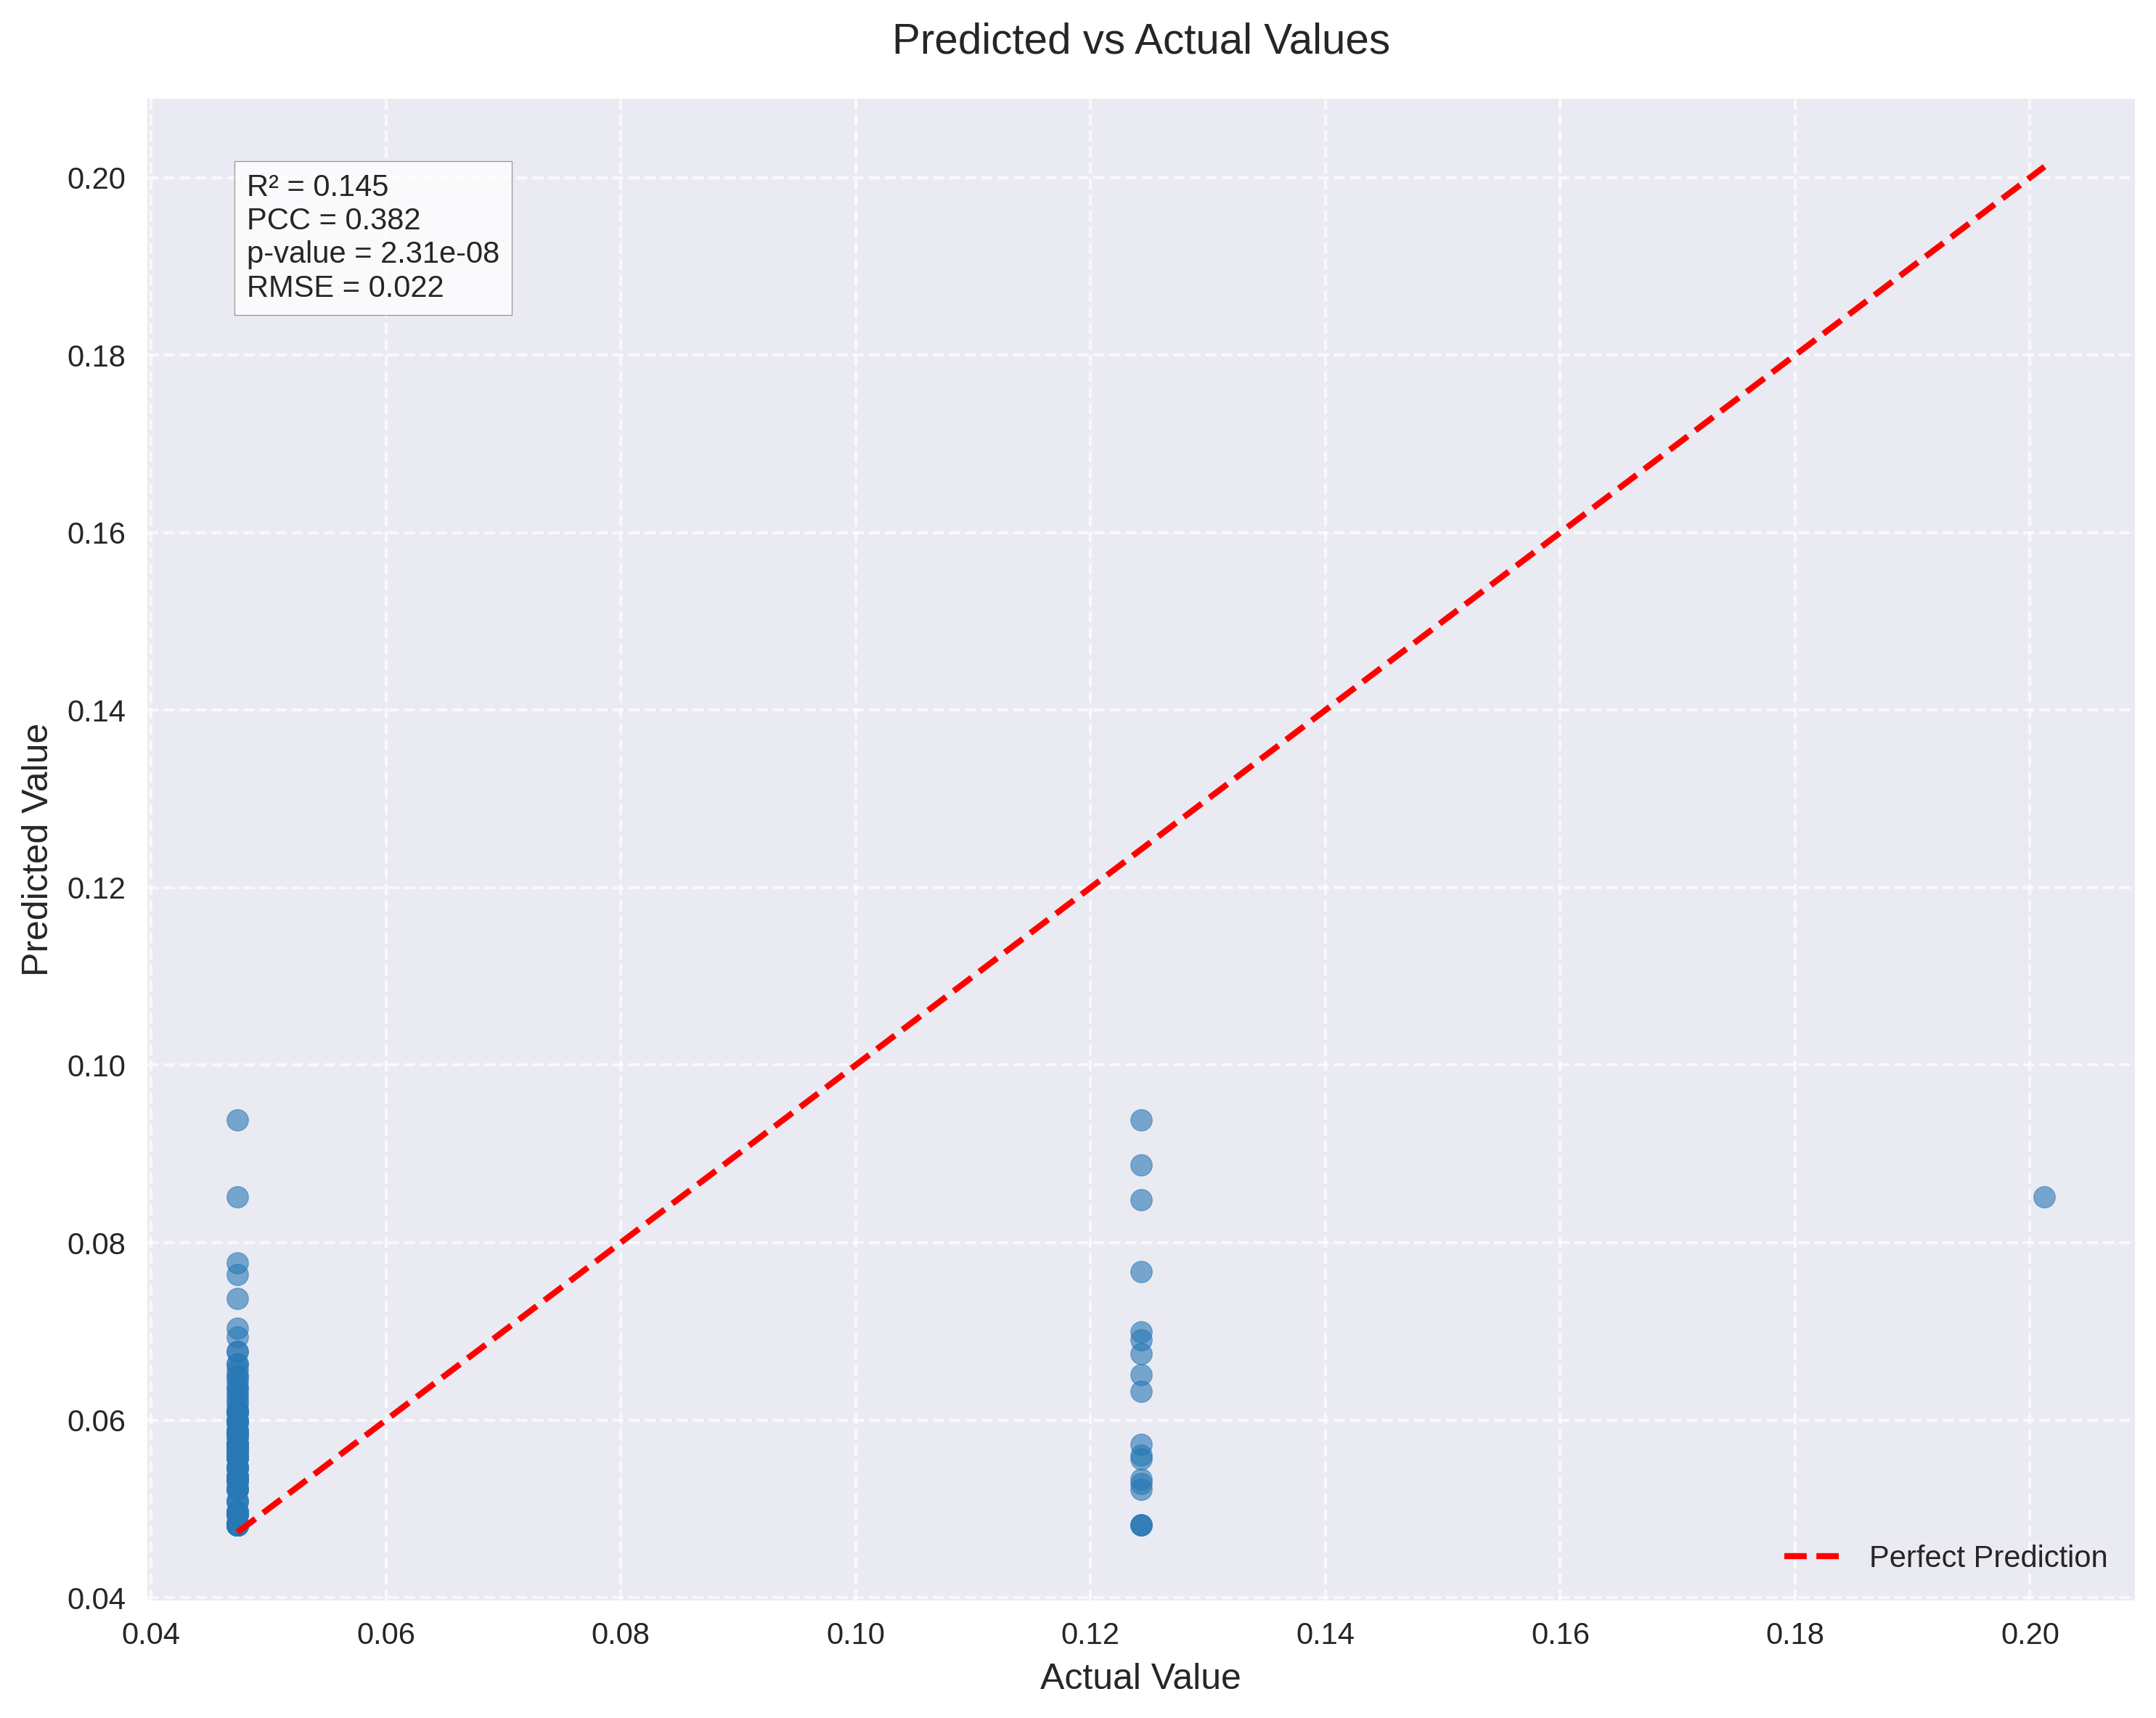 Predicted vs Actual Values
R² = 0.145
PCC = 0.382
p-value = 2.31e-08
RMSE = 0.022
0.20
0.18
0.16
0.14
0.12
0.10
0.08
0.06
0.04
Predicted Value
Perfect Prediction
0.04 0.06 0.08 0.10 0.12 0.14 0.16 0.18 0.20
Actual Value